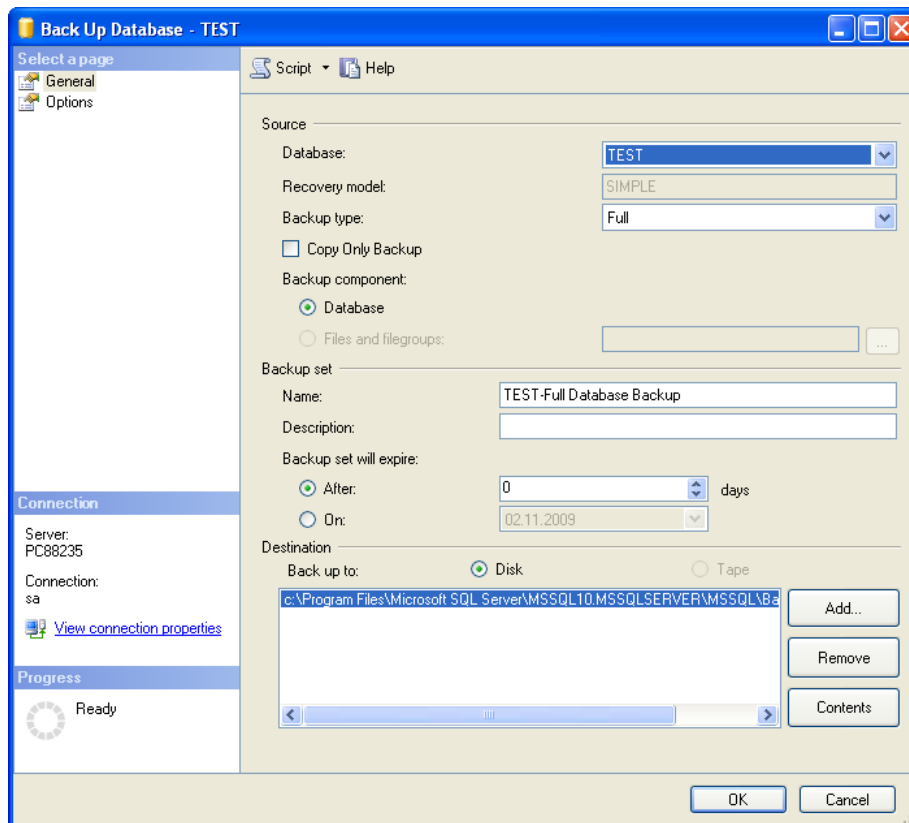 Back Up Database - TEST
Select a page
General
Options
Script Help
Source
Database: TEST
Recovery model: SIMPLE
Backup type: Full
Copy Only Backup
Backup component:
Database
Files and filegroups: ...
Backup set
Name: TEST-Full Database Backup
Description:
Backup set will expire:
After: 0 days
On: 02.11.2009
Destination
Back up to: Disk Tape
c:\Program Files\Microsoft SQL Server\MSSQL10.MSSQLSERVER\MSSQL\Ba
Add...
Remove
Contents
Connection
Server:
PC88235
Connection:
sa
View connection properties
Progress
Ready
OK Cancel